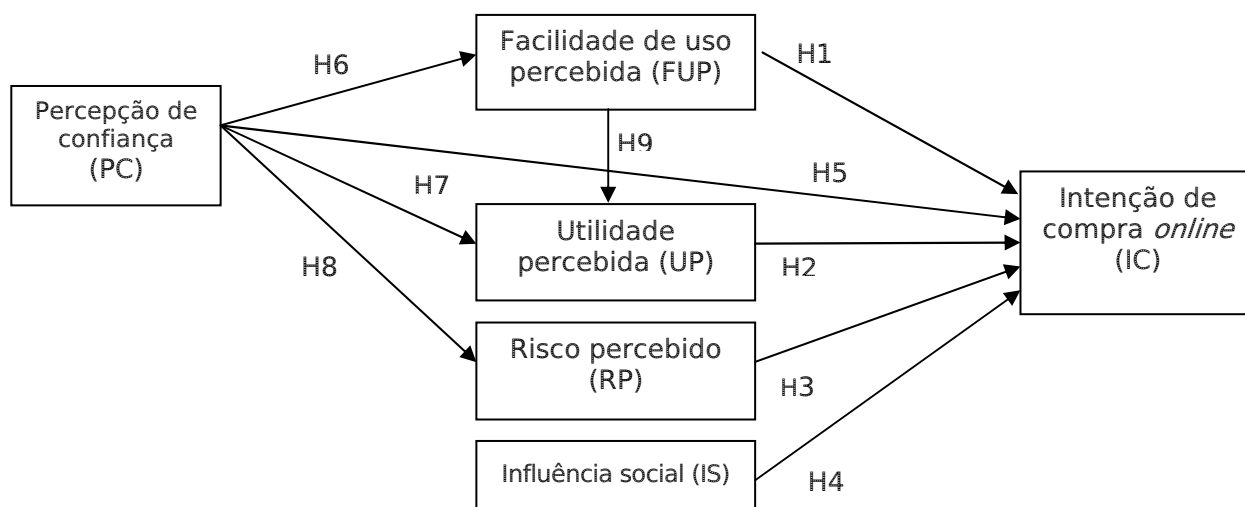 Facilidade de uso
percebida (FUP)
H1
H6
Percepção de
confiança
(PC)
H9
H5
H7
Intenção de
compra online
(IC)
Utilidade
percebida (UP)
H2
H8
Risco percebido
(RP)
H3
Influência social (IS)
H4